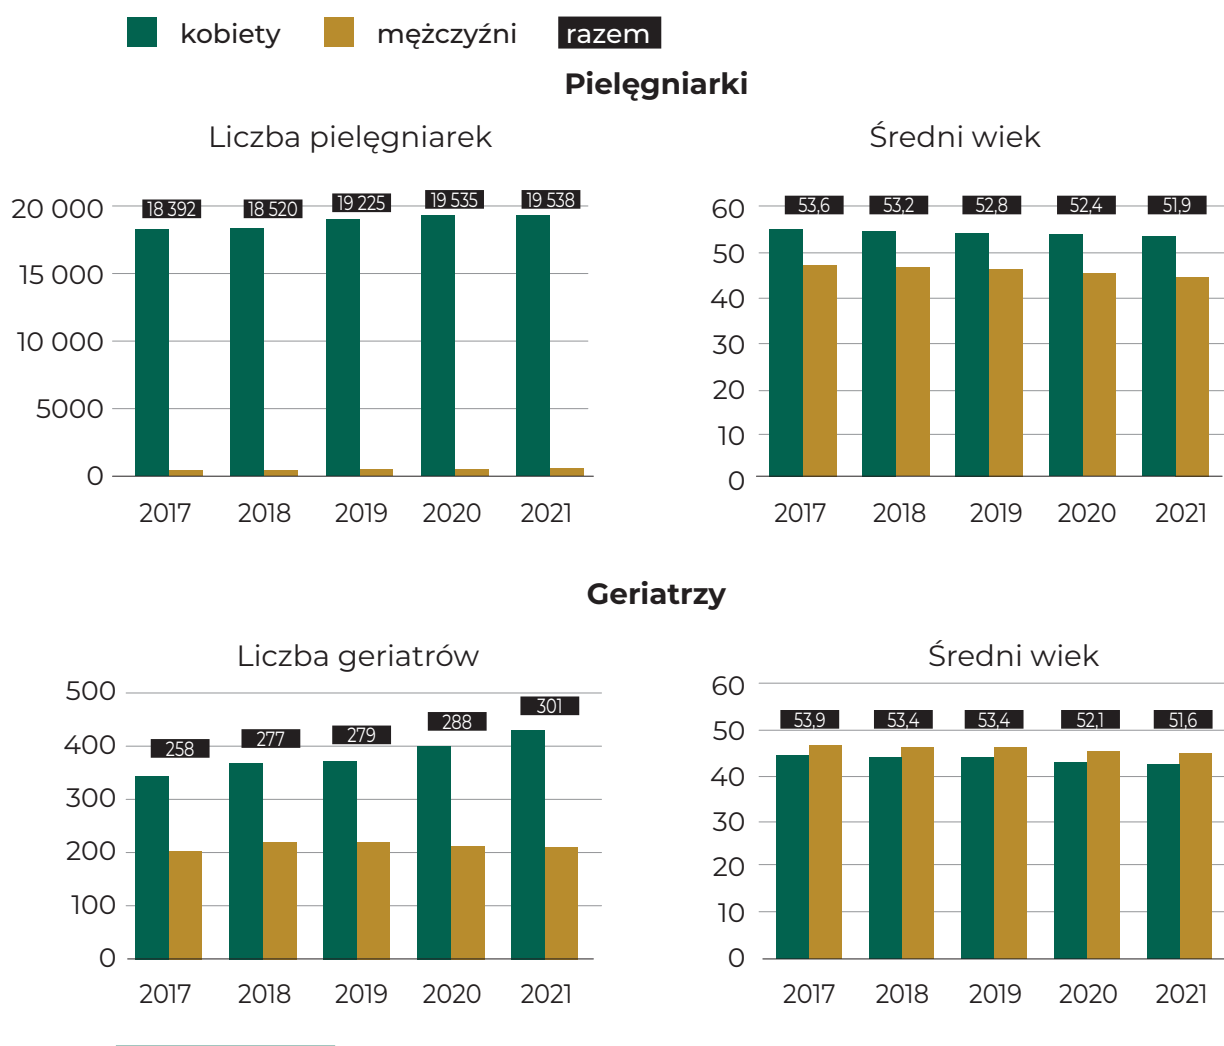 kobiety mężczyźni razem
Pielęgniarki
Liczba pielęgniarek
18 392 18 520 19 225 19 535 19 538
20 000
15 000
10 000
5000
0
2017 2018 2019 2020 2021
Średni wiek
53,6 53,2 52,8 52,4 51,9
60
50
40
30
20
10
0
2017 2018 2019 2020 2021
Geriatrzy
Liczba geriatrów
258 277 279 288 301
500
400
300
200
100
0
2017 2018 2019 2020 2021
Średni wiek
60
53,9 53,4 53,4 52,1 51,6
50
40
30
20
10
0
2017 2018 2019 2020 2021